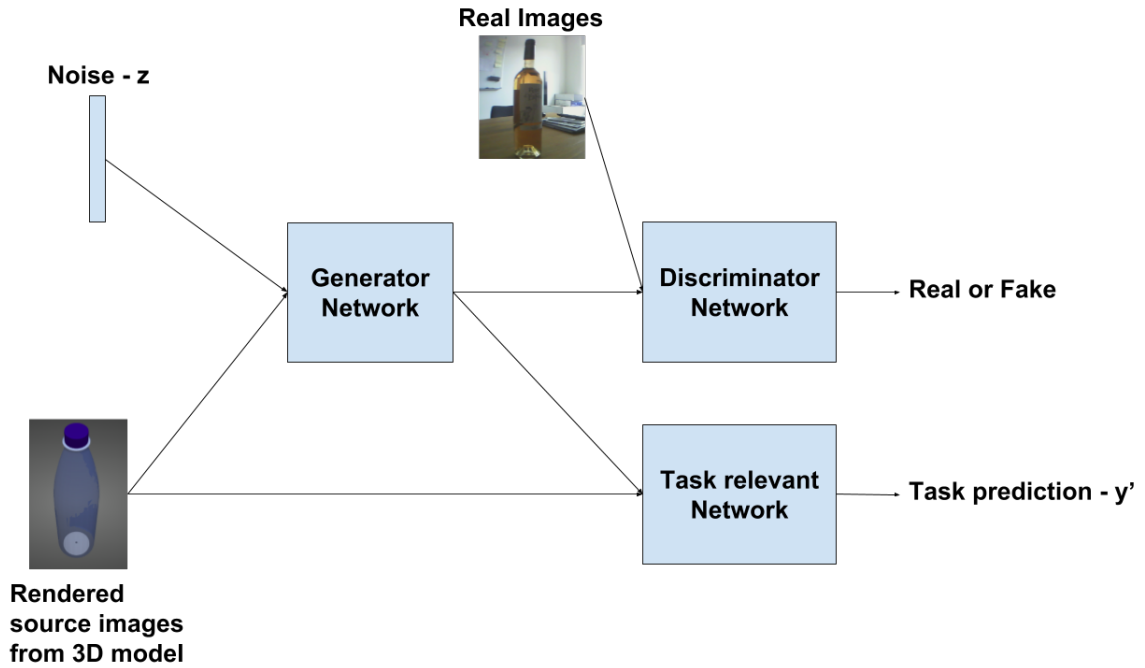 Real Images
Noise - z
Generator
Network
Discriminator
Network
Real or Fake
Task relevant
Network
Task prediction - y’
Rendered
source images
from 3D model